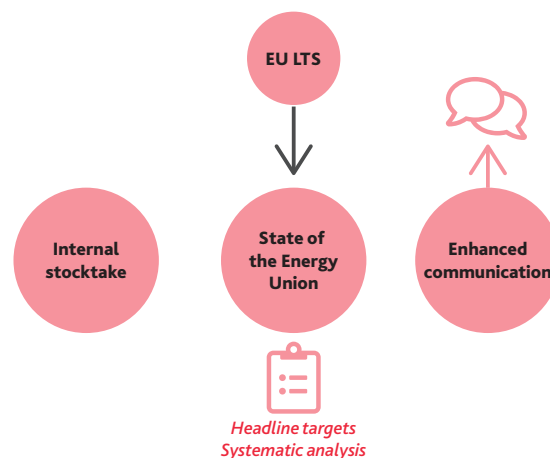 EU LTS
Internal
stocktake
State of
the Energy
Union
Enhanced
communication
Headline targets
Systematic analysis